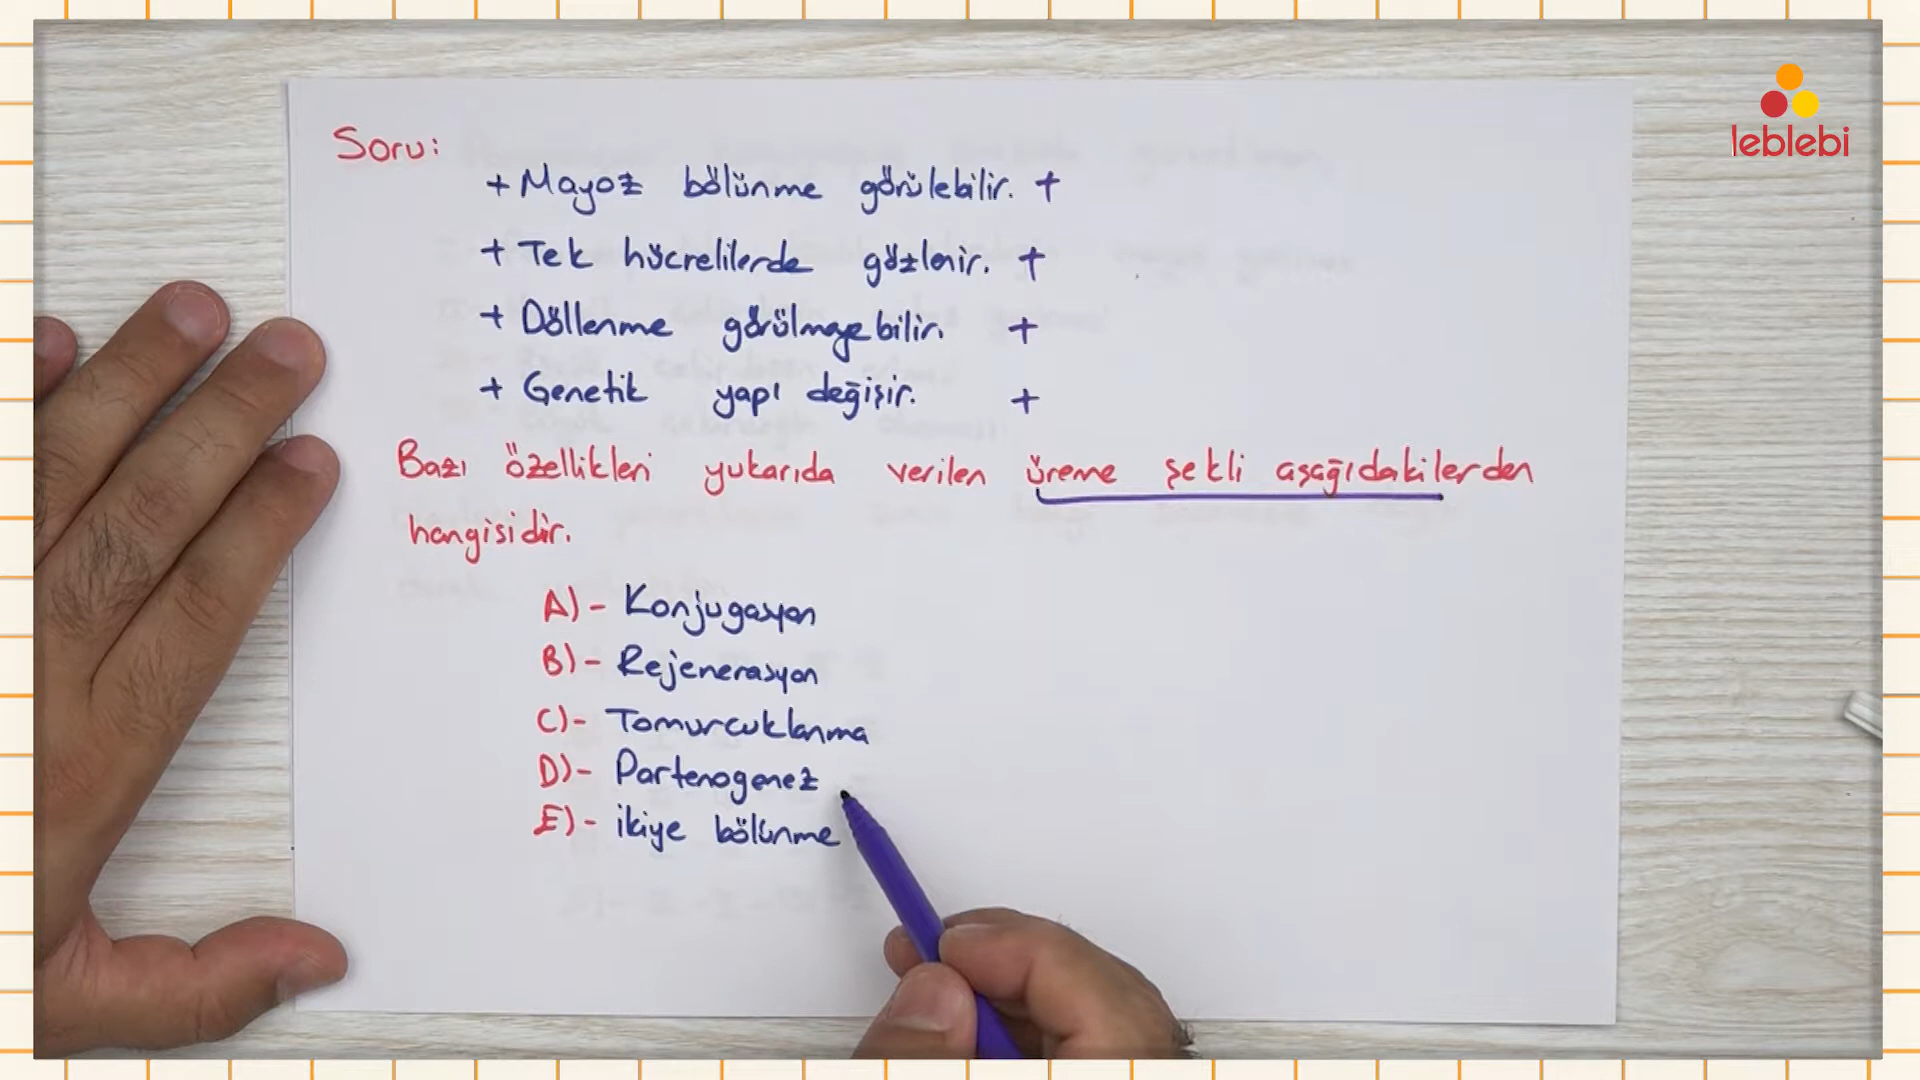 leblebi
Soru:
+ Mayoz bölünme görülebilir. +
+ Tek hücrelilerde gözlenir. +
+ Döllenme görülmeyebilir. +
+ Genetik yapı değişir. +
Bazı özellikleri yukarıda verilen üreme şekli aşağıdakilerden
hangisidir.
A)- Konjugasyon
B)- Rejenerasyon
C)- Tomurcuklanma
D)- Partenogenez
E)- ikiye bölünme